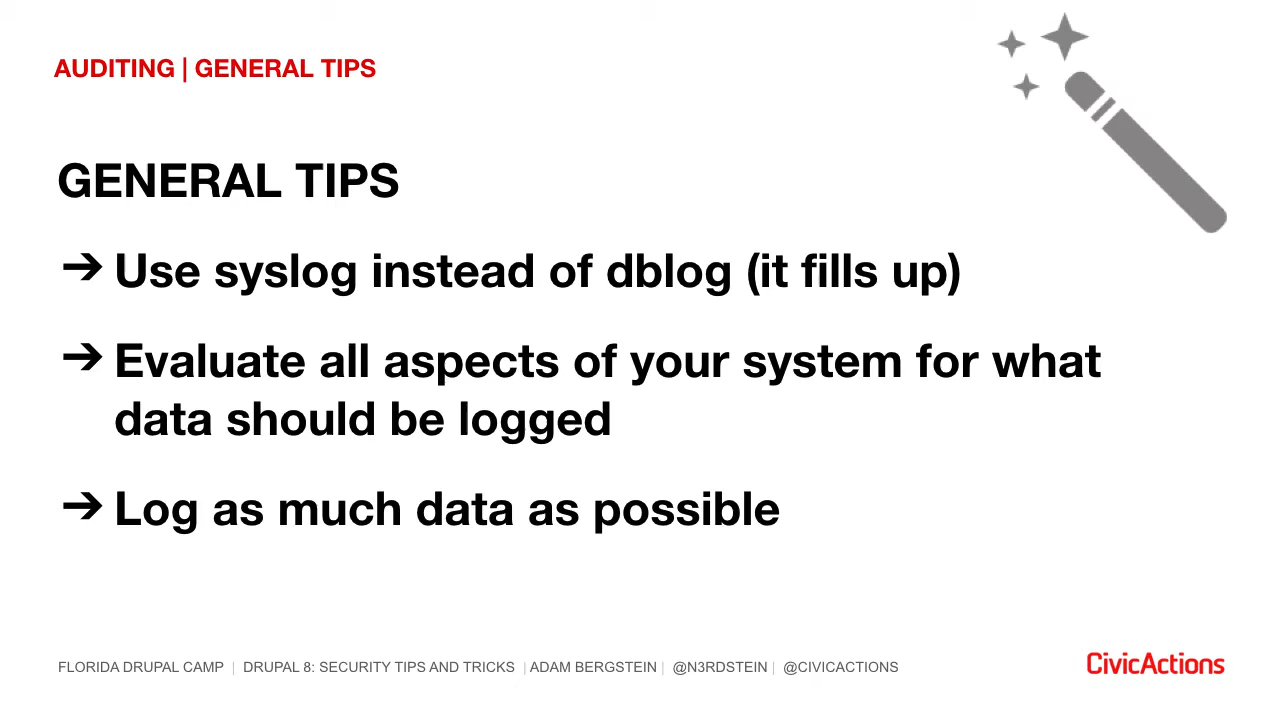 AUDITING | GENERAL TIPS
GENERAL TIPS
➔ Use syslog instead of dblog (it fills up)
➔ Evaluate all aspects of your system for what
data should be logged
➔ Log as much data as possible
FLORIDA DRUPAL CAMP | DRUPAL 8: SECURITY TIPS AND TRICKS | ADAM BERGSTEIN | @N3RDSTEIN | @CIVICACTIONS
CivicActions